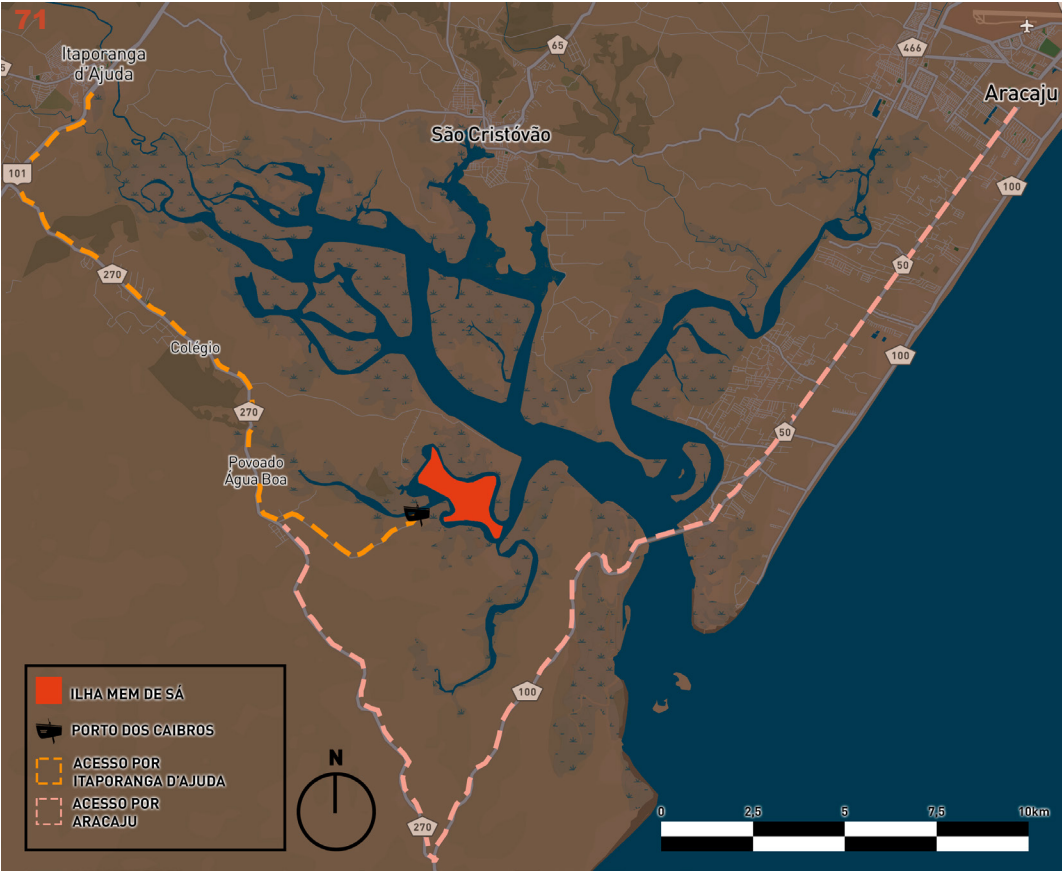 71
Itaporanga
d'Ajuda
65
466
Aracaju
5
São Cristóvão
101
100
270
50
Colégio
100
270
50
Povoado
Água Boa
100
270
ILHA MEM DE SÁ
PORTO DOS CAIBROS
ACESSO POR
ITAPORANGA D'AJUDA
ACESSO POR
ARACAJU
N
0 2,5 5 7,5 10km